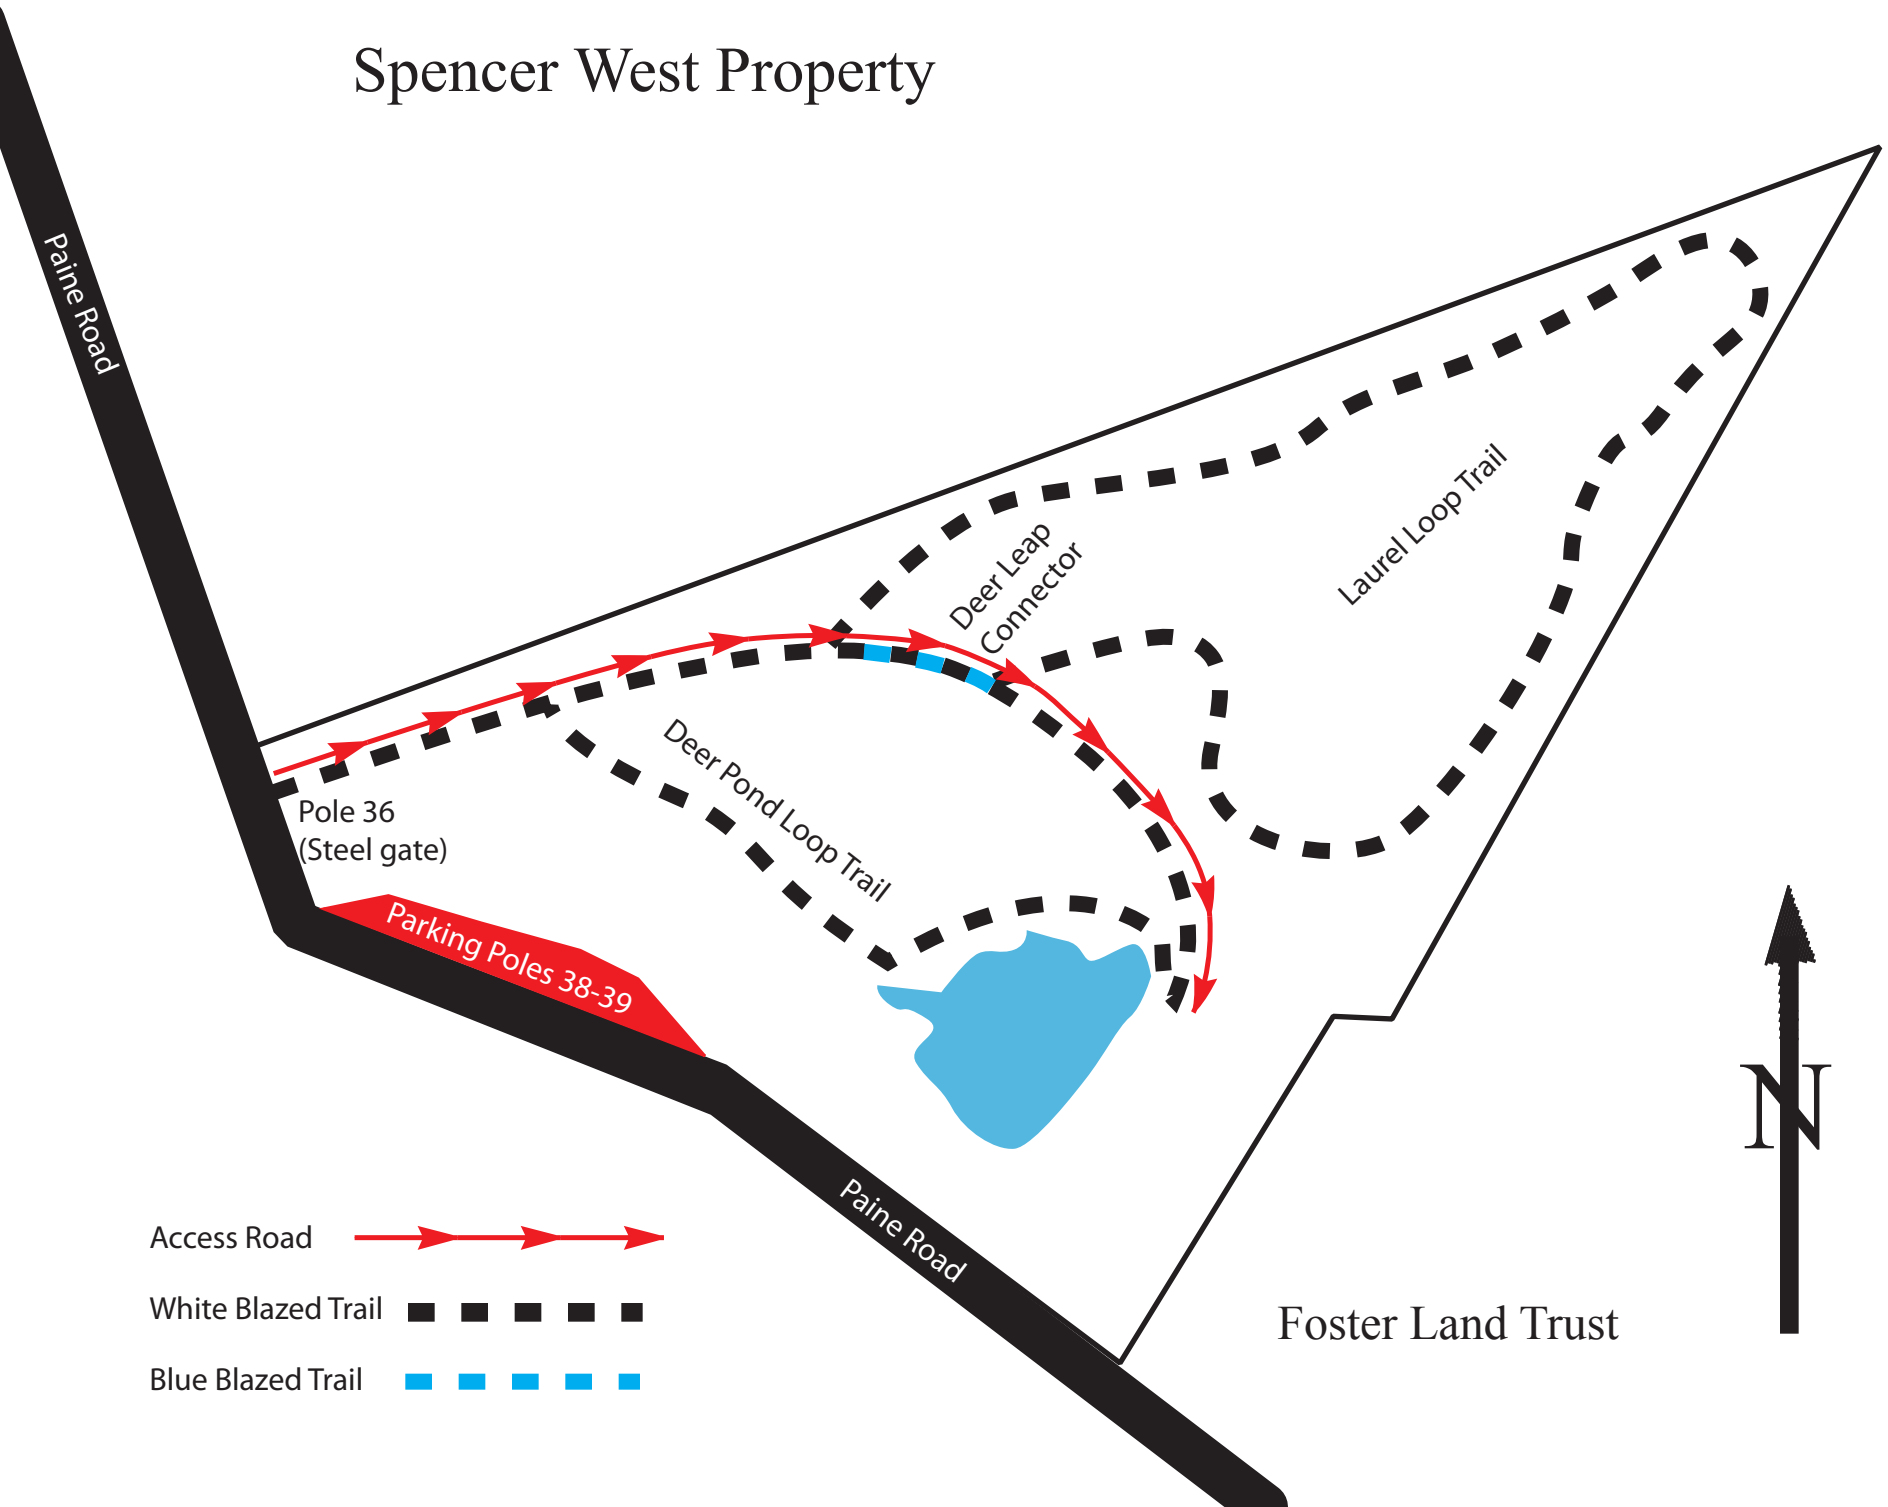 Spencer West Property
Paine Road
Deer Leap
Connector
Laurel Loop Trail
Deer Pond Loop Trail
Pole 36
(Steel gate)
Parking Poles 38-39
N
Paine Road
Access Road
White Blazed Trail
Blue Blazed Trail
Foster Land Trust